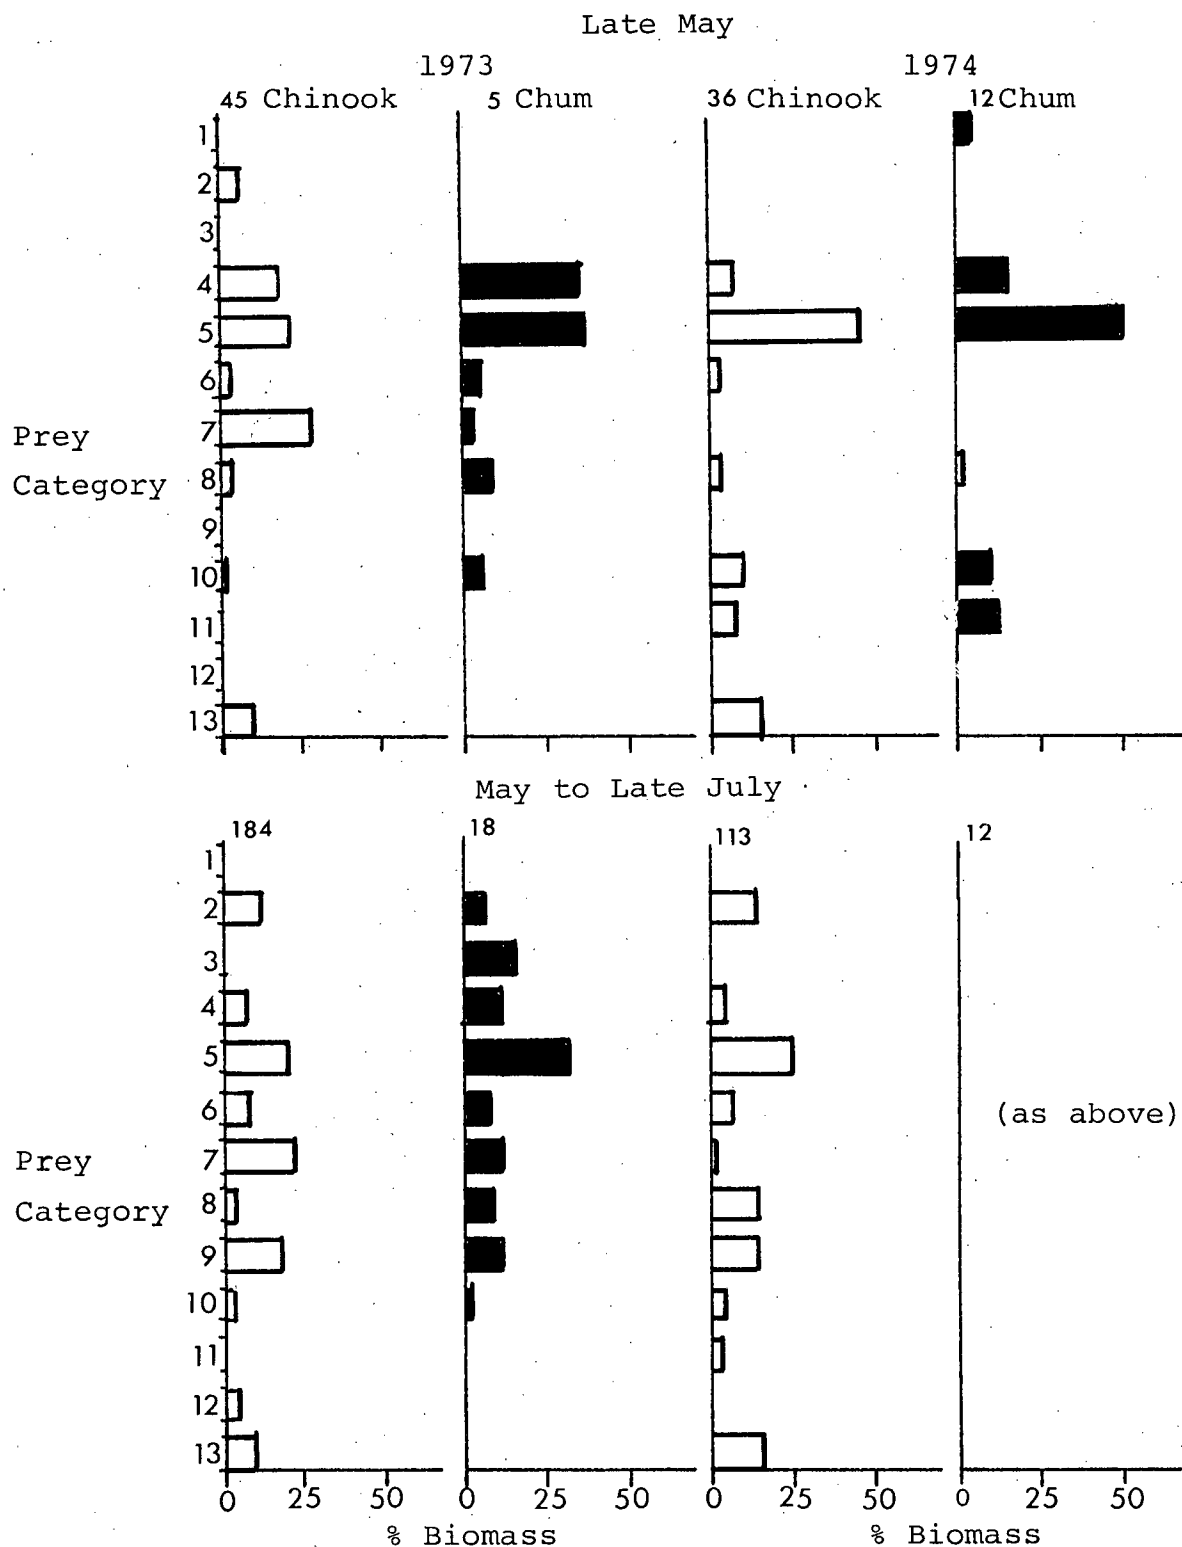 Late May
1973 1974
45 Chinook 5 Chum 36 Chinook 12 Chum
1
2
3
4
5
6
7
8
9
10
11
12
13
Prey
Category
May to Late July
184 18 113 12
1
2
3
4
5
6
7
8
9
10
11
12
13
Prey
Category
(as above)
0 25 50 0 25 50 0 25 50 0 25 50
% Biomass % Biomass